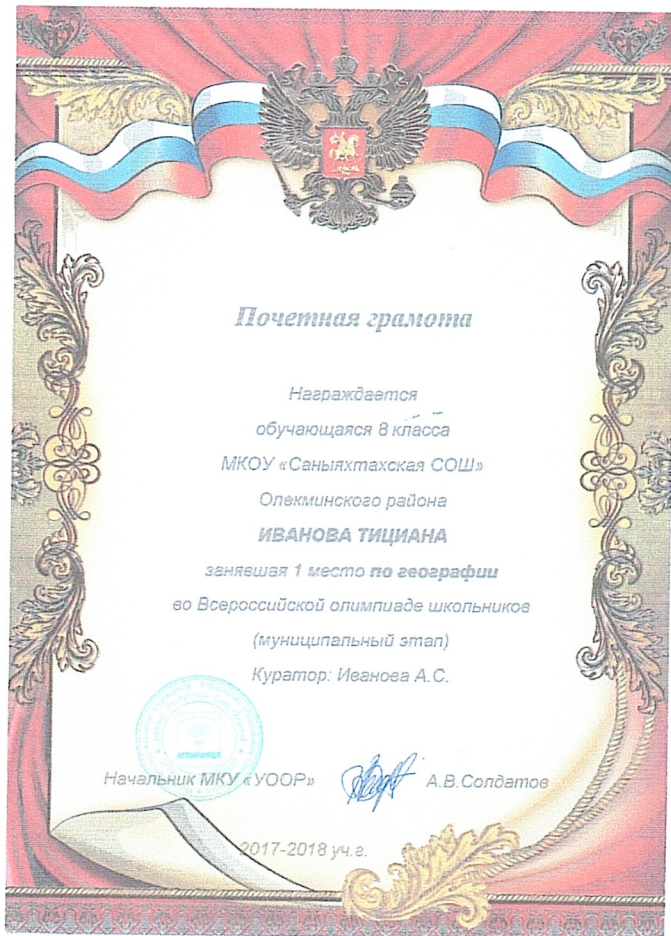 Почетная грамота
Награждается
обучающаяся 8 класса
МКОУ «Саныяхтахская СОШ»
Олекминского района
ИВАНОВА ТИЦИАНА
занявшая 1 место по географии
во Всероссийской олимпиаде школьников
(муниципальный этап)
Куратор: Иванова А.С.
Начальник МКУ «УООР» А.В.Солдатов
2017-2018 уч.г.